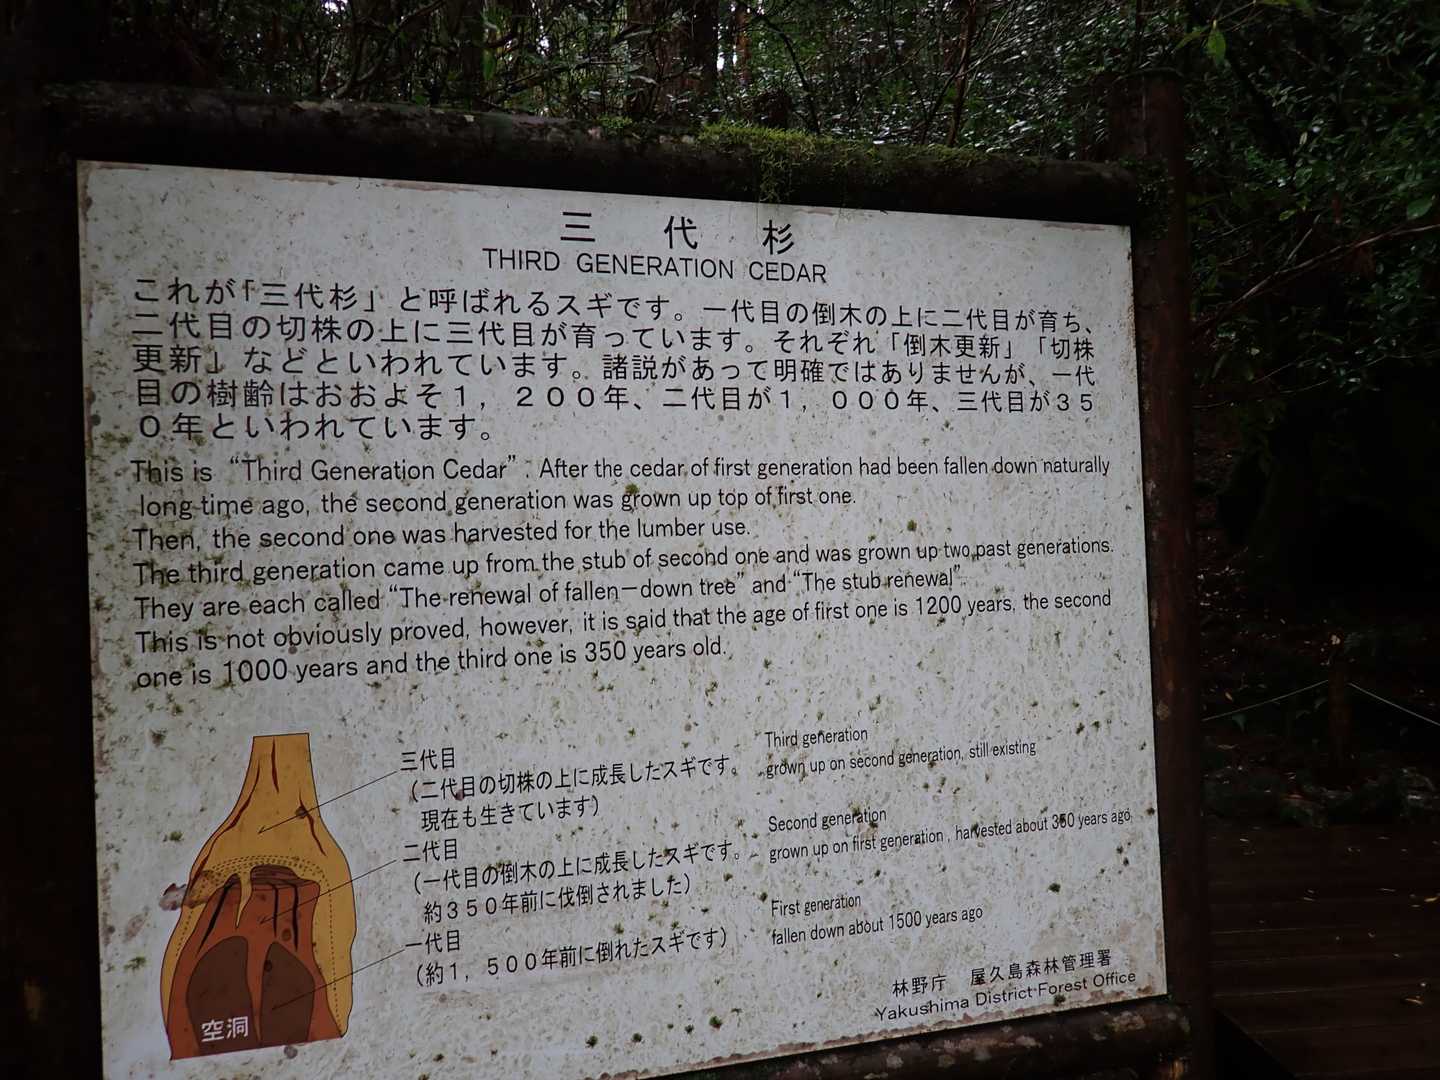 三 代 杉
THIRD GENERATION CEDAR
これが「三代杉」と呼ばれるスギです。一代目の倒木の上に二代目が育ち、
二代目の切株の上に三代目が育っています。それぞれ「倒木更新」「切株
更新」などといわれています。諸説があって明確ではありませんが、一代
目の樹齢はおおよそ１，２００年、二代目が１，０００年、三代目が３５
０年といわれています。
This is “Third Generation Cedar”. After the cedar of first generation had been fallen down naturally
long time ago, the second generation was grown up top of first one.
Then, the second one was harvested for the lumber use.
The third generation came up from the stub of second one and was grown up two past generations.
They are each called “The renewal of fallen－down tree” and “The stub renewal”.
This is not obviously proved, however, it is said that the age of first one is 1200 years, the second
one is 1000 years and the third one is 350 years old.
三代目
（二代目の切株の上に成長したスギです。
現在も生きています）
Third generation
grown up on second generation, still existing
二代目
（一代目の倒木の上に成長したスギです。
約３５０年前に伐倒されました）
Second generation
grown up on first generation , harvested about 350 years ago
一代目
（約１，５００年前に倒れたスギです）
First generation
fallen down about 1500 years ago
空洞
林野庁 屋久島森林管理署
Yakushima District Forest Office